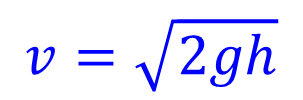 v = √2gh